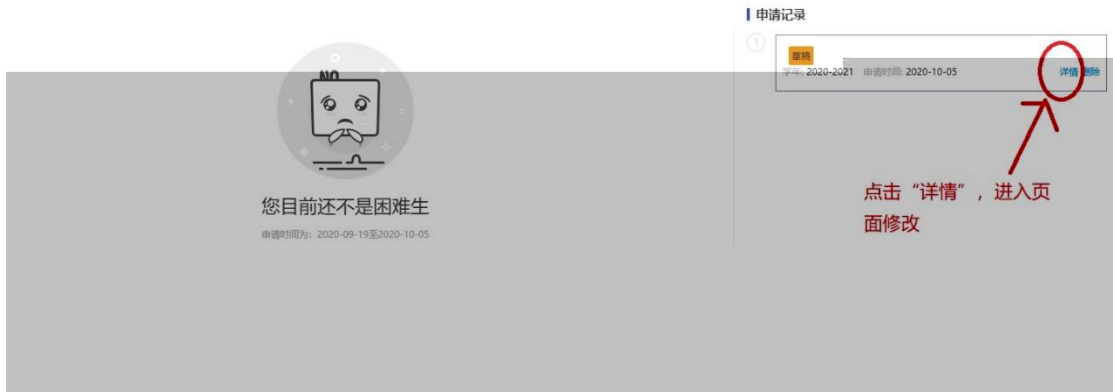 申请记录
1
草稿
学年: 2020-2021 申请时间: 2020-10-05 详情 删除
NO
您目前还不是困难生
申请时间为：2020-09-19至2020-10-05
点击“详情”，进入页
面修改